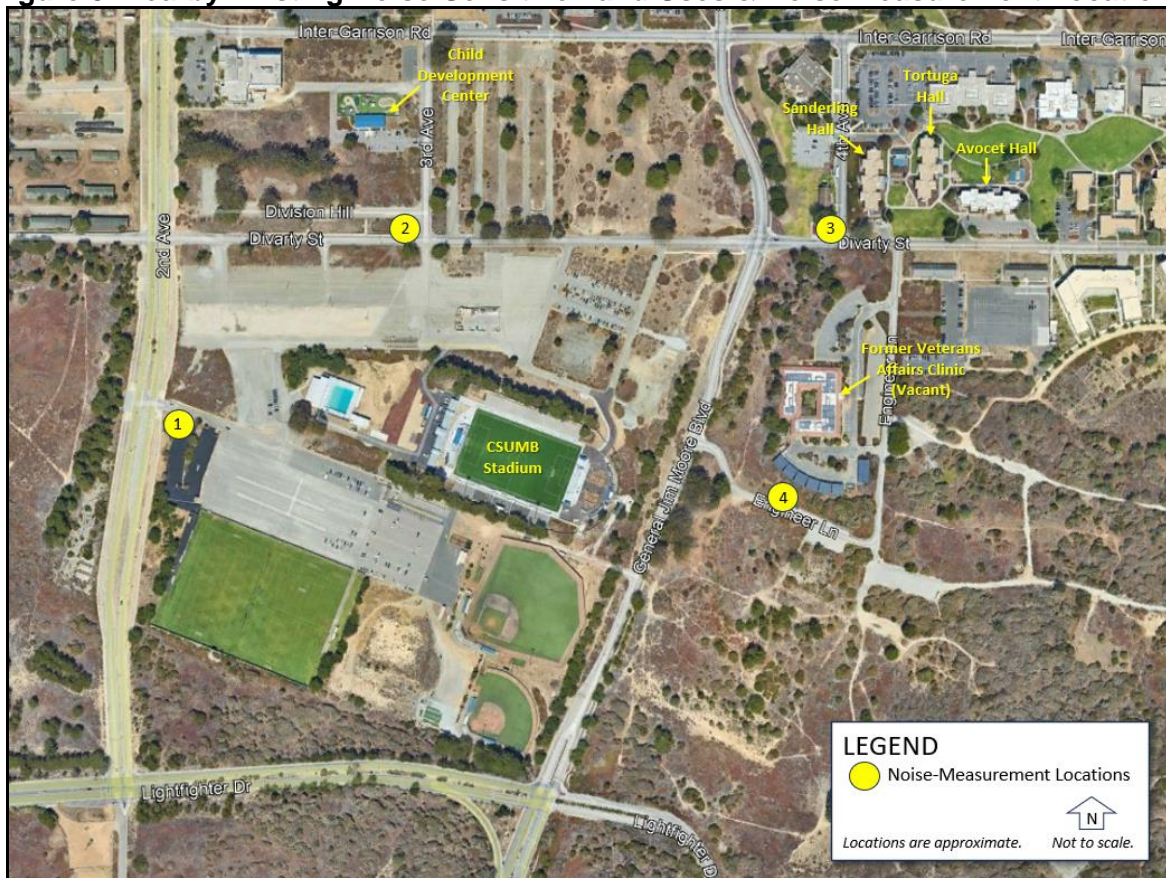 Inter-Garrison Rd
Inter-Garrison Rd
Inter-Garrison
Child
Development
Center
Tortuga
Hall
Sanderling
Hall
4th Ave
Avocet Hall
3rd Ave
Division Hill
2
3
Divarty St
Divarty St
2nd Ave
Former Veterans
Affairs Clinic
(Vacant)
Engineer Ln
1
CSUMB
Stadium
General Jim Moore Blvd
4
Engineer Ln
LEGEND
Noise-Measurement Locations
N
Locations are approximate.
Not to scale.
Lightfighter Dr
Lightfighter D